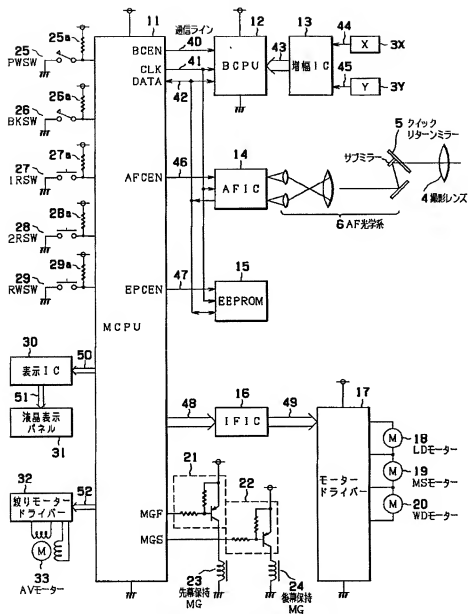 25a
25
PWSW
26a
26
BKSW
27a
27
1RSW
28a
28
2RSW
29a
29
RWSW
30
表示IC
50
51
液晶表示
パネル
31
32
絞りモーター
ドライバー
52
M
33
AVモーター
11
MCPU
BCEN
CLK
DATA
AFCEN
EPCEN
MGF
MGS
通信ライン
40
41
42
12
BCPU
13
増幅IC
43
44
X
3X
45
Y
3Y
46
14
AFIC
5 クイック
リターンミラー
サブミラー
4 撮影レンズ
6 AF光学系
47
15
EEPROM
48
16
IFIC
49
17
モーター
ドライバー
M
18
LDモーター
M
19
MSモーター
M
20
WDモーター
21
22
23
先幕保持
MG
24
後幕保持
MG